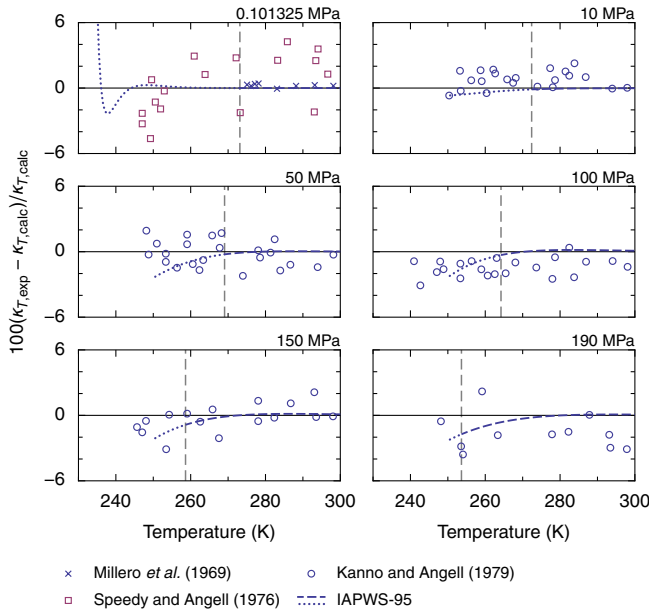 0.101325 MPa
10 MPa
6
0
−6
50 MPa
100 MPa
6
0
−6
150 MPa
190 MPa
6
0
−6
100(κT,exp − κT,calc)/κT,calc
240 260 280 300
240 260 280 300
Temperature (K)
Temperature (K)
Millero et al. (1969)
Kanno and Angell (1979)
Speedy and Angell (1976)
IAPWS-95